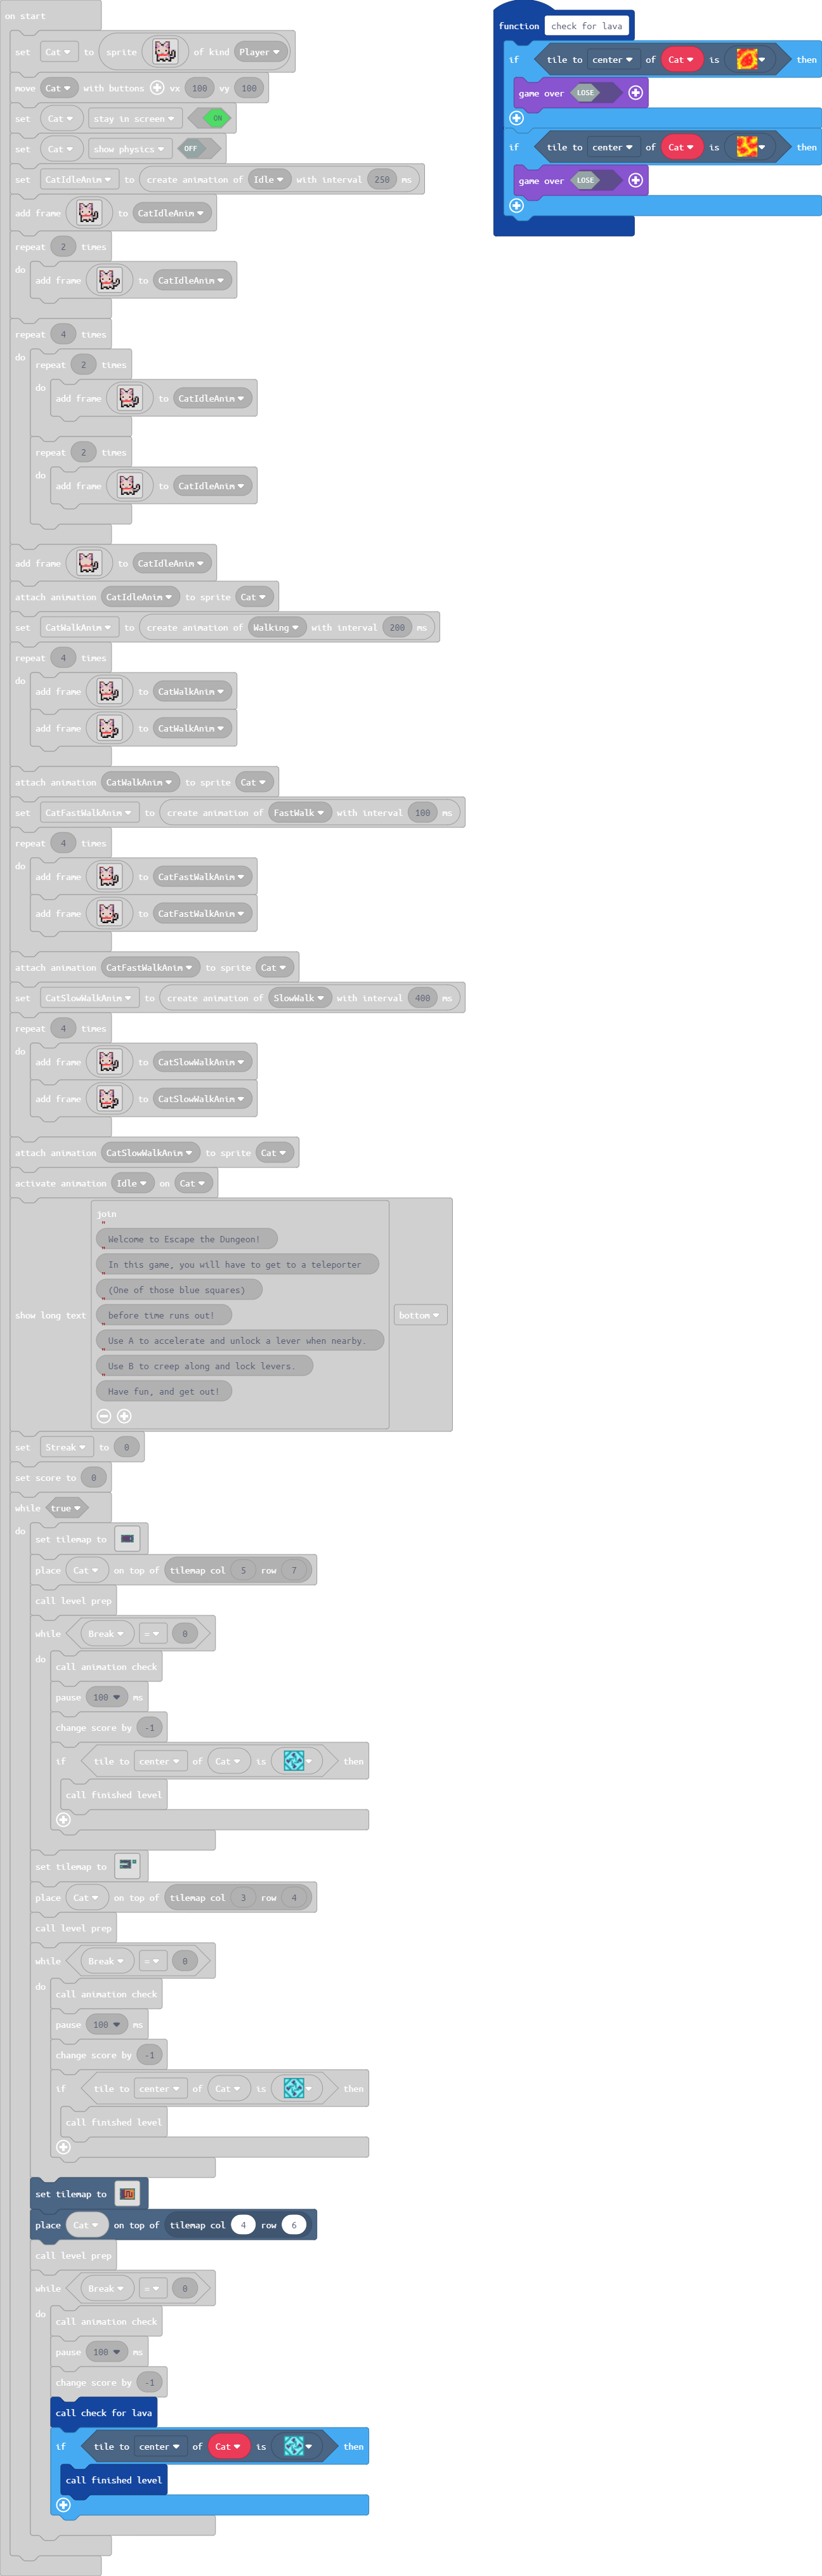 on start
set Cat to sprite of kind Player
move Cat with buttons vx 100 vy 100
set Cat stay in screen ON
set Cat show physics OFF
set CatIdleAnim to create animation of Idle with interval 250 ms
add frame to CatIdleAnim
repeat 2 times
do add frame to CatIdleAnim
repeat 4 times
do repeat 2 times
do add frame to CatIdleAnim
repeat 2 times
do add frame to CatIdleAnim
add frame to CatIdleAnim
attach animation CatIdleAnim to sprite Cat
set CatWalkAnim to create animation of Walking with interval 200 ms
repeat 4 times
do add frame to CatWalkAnim
add frame to CatWalkAnim
attach animation CatWalkAnim to sprite Cat
set CatFastWalkAnim to create animation of FastWalk with interval 100 ms
repeat 4 times
do add frame to CatFastWalkAnim
add frame to CatFastWalkAnim
attach animation CatFastWalkAnim to sprite Cat
set CatSlowWalkAnim to create animation of SlowWalk with interval 400 ms
repeat 4 times
do add frame to CatSlowWalkAnim
add frame to CatSlowWalkAnim
attach animation CatSlowWalkAnim to sprite Cat
activate animation Idle on Cat
join
" Welcome to Escape the Dungeon!
" In this game, you will have to get to a teleporter
" (One of those blue squares)
show long text " before time runs out! bottom
" Use A to accelerate and unlock a lever when nearby.
" Use B to creep along and lock levers.
" Have fun, and get out!
set Streak to 0
set score to 0
while true
do set tilemap to
place Cat on top of tilemap col 5 row 7
call level prep
while Break = 0
do call animation check
pause 100 ms
change score by -1
if tile to center of Cat is then
call finished level
set tilemap to
place Cat on top of tilemap col 3 row 4
call level prep
while Break = 0
do call animation check
pause 100 ms
change score by -1
if tile to center of Cat is then
call finished level
set tilemap to
place Cat on top of tilemap col 4 row 6
call level prep
while Break = 0
do call animation check
pause 100 ms
change score by -1
call check for lava
if tile to center of Cat is then
call finished level
function check for lava
if tile to center of Cat is then
game over LOSE
if tile to center of Cat is then
game over LOSE